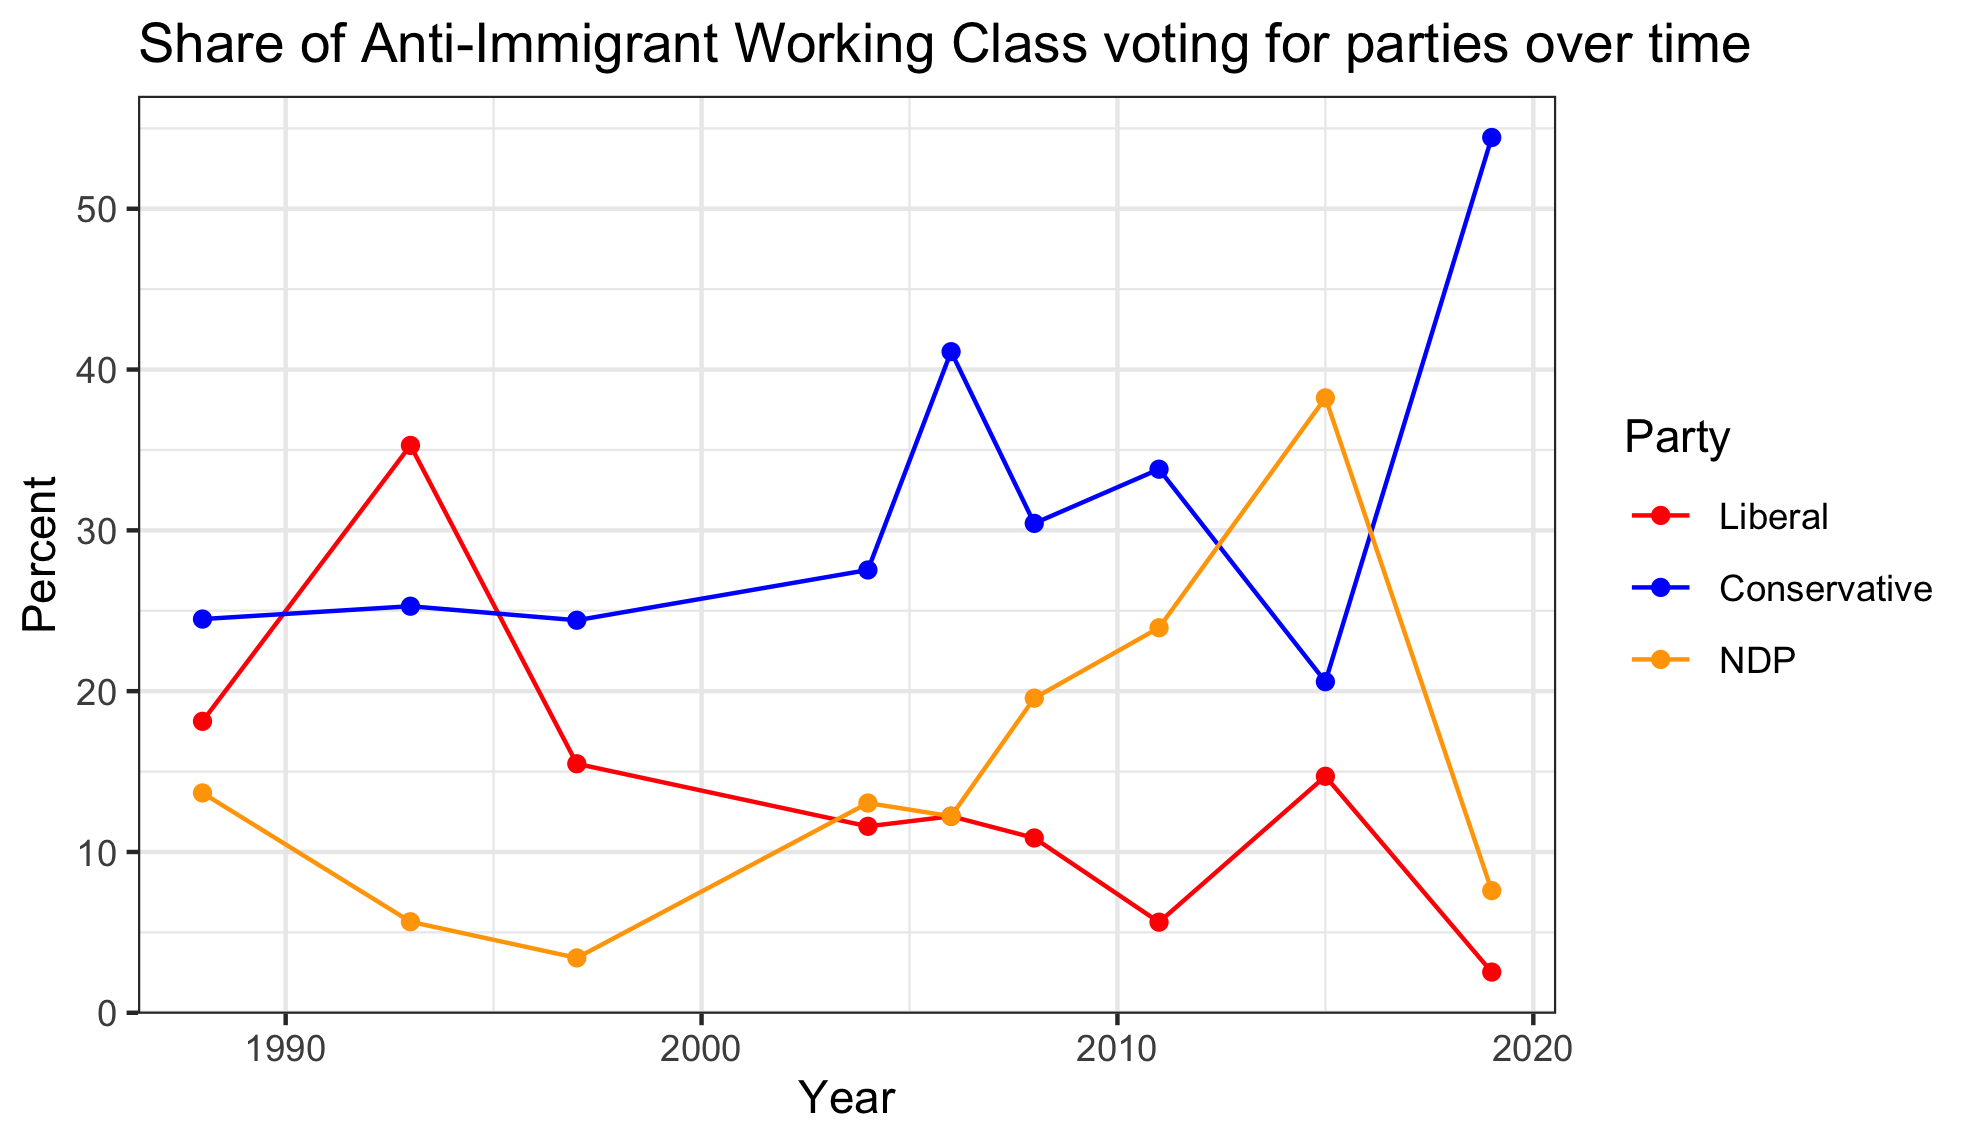 Share of Anti-Immigrant Working Class voting for parties over time
Percent
50
40
30
20
10
0
1990 2000 2010 2020
Year
Party
Liberal
Conservative
NDP